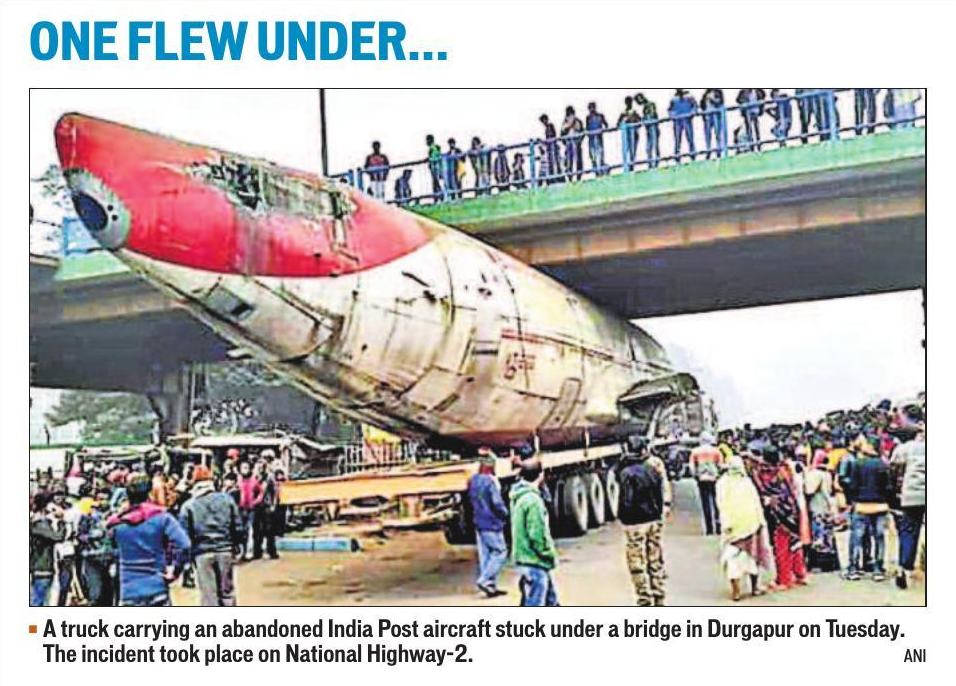 ONE FLEW UNDER...
A truck carrying an abandoned India Post aircraft stuck under a bridge in Durgapur on Tuesday.
The incident took place on National Highway-2.
ANI